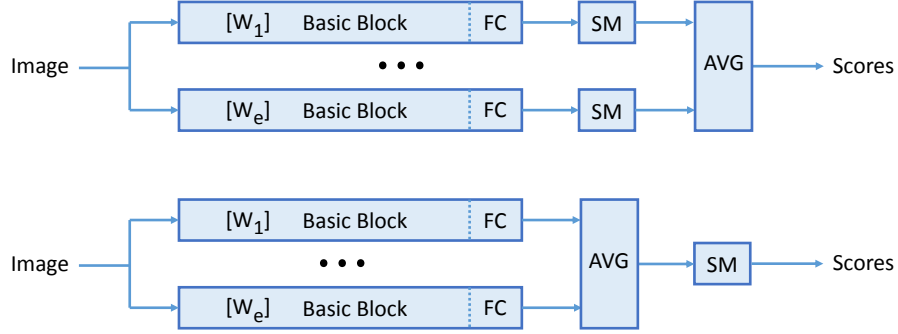 [W1] Basic Block FC SM
Image • • • AVG Scores
[We] Basic Block FC SM
[W1] Basic Block FC
Image • • • AVG SM Scores
[We] Basic Block FC